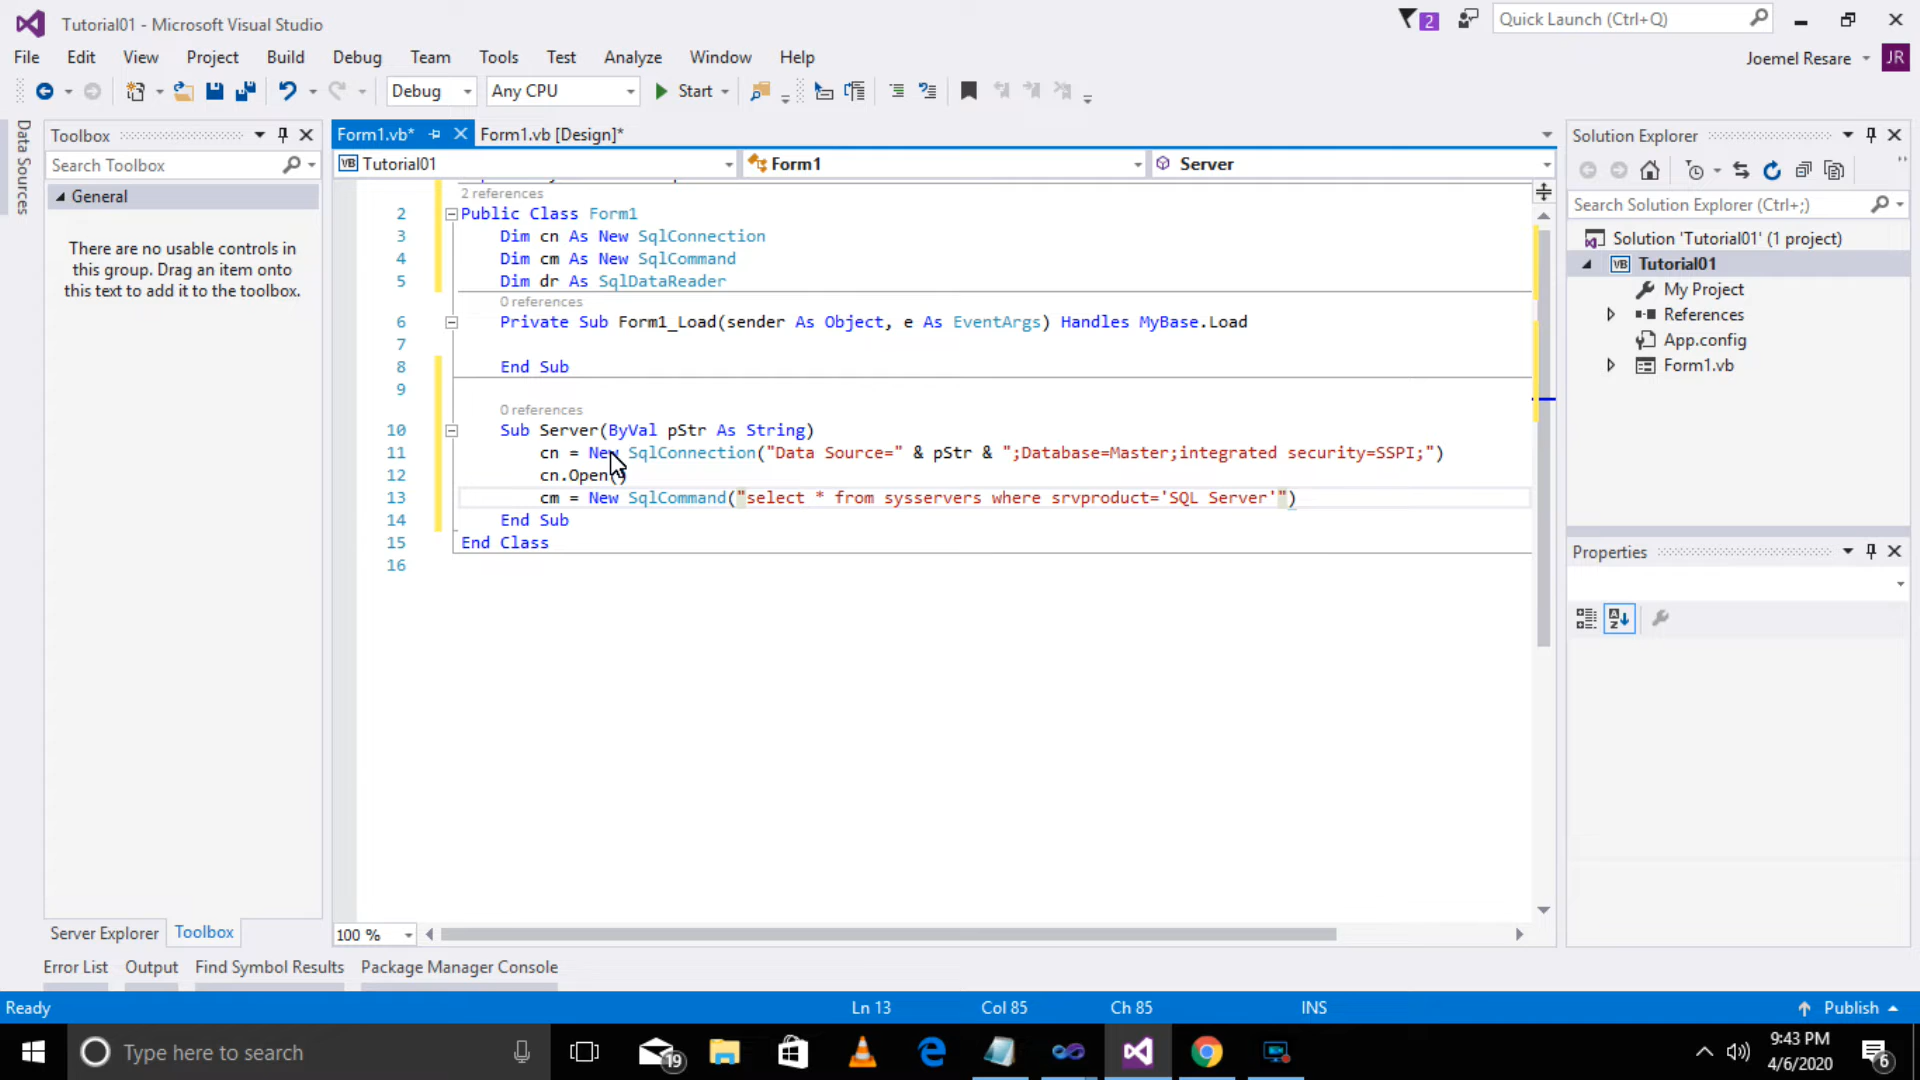 Tutorial01 - Microsoft Visual Studio
2
Quick Launch (Ctrl+Q)
File Edit View Project Build Debug Team Tools Test Analyze Window Help
Joemel Resare
JR
Debug
Any CPU
Start
Data Sources
Toolbox
Search Toolbox
General
There are no usable controls in
this group. Drag an item onto
this text to add it to the toolbox.
Server Explorer
Toolbox
Form1.vb*
Form1.vb [Design]*
VB Tutorial01
Form1
Server
2 references
2 Public Class Form1
3 Dim cn As New SqlConnection
4 Dim cm As New SqlCommand
5 Dim dr As SqlDataReader
0 references
6 Private Sub Form1_Load(sender As Object, e As EventArgs) Handles MyBase.Load
7
8 End Sub
9
0 references
10 Sub Server(ByVal pStr As String)
11 cn = New SqlConnection("Data Source=" & pStr & ";Database=Master;integrated security=SSPI;")
12 cn.Open()
13 cm = New SqlCommand("select * from sysservers where srvproduct='SQL Server'")
14 End Sub
15 End Class
16
100 %
Solution Explorer
Search Solution Explorer (Ctrl+;)
Solution 'Tutorial01' (1 project)
VB Tutorial01
My Project
References
App.config
Form1.vb
Properties
Error List Output Find Symbol Results Package Manager Console
Ready
Ln 13
Col 85
Ch 85
INS
Publish
Type here to search
19
9:43 PM
4/6/2020
6